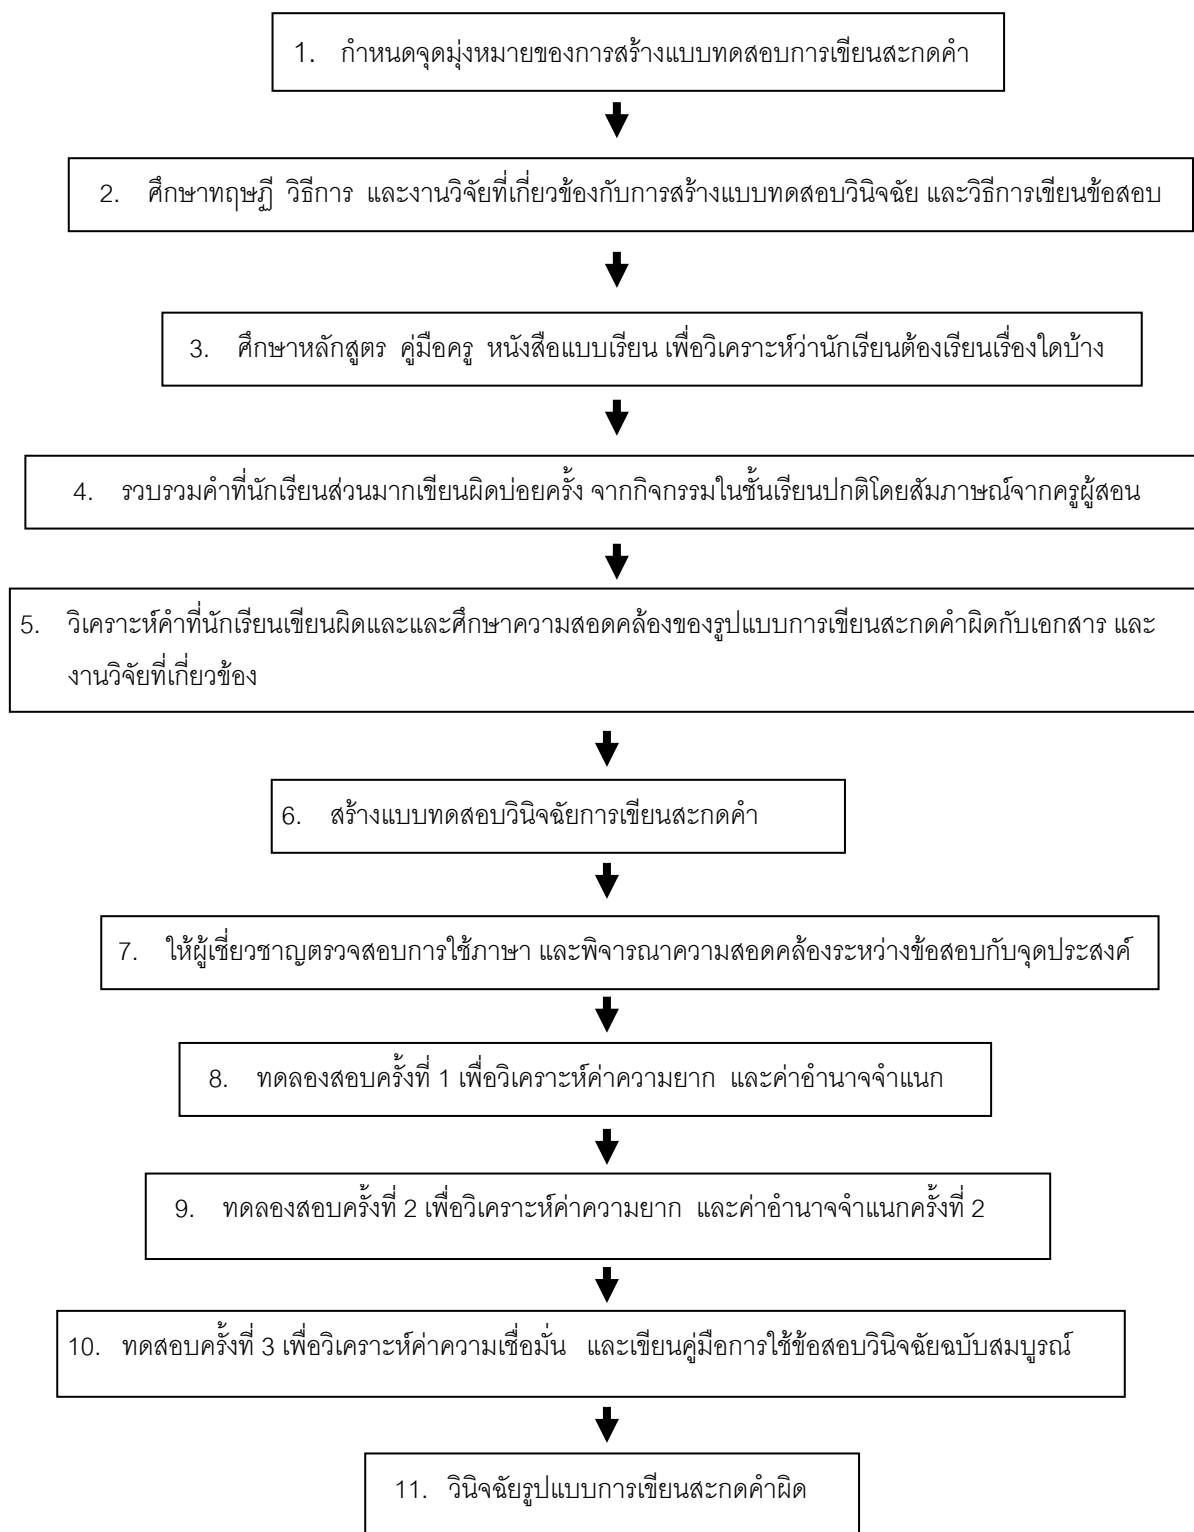 1. กำหนดจุดมุ่งหมายของการสร้างแบบทดสอบการเขียนสะกดคำ
2. ศึกษาทฤษฎี วิธีการ และงานวิจัยที่เกี่ยวข้องกับการสร้างแบบทดสอบวินิจฉัย และวิธีการเขียนข้อสอบ
3. ศึกษาหลักสูตร คู่มือครู หนังสือแบบเรียน เพื่อวิเคราะห์ว่านักเรียนต้องเรียนเรื่องใดบ้าง
4. รวบรวมคำที่นักเรียนส่วนมากเขียนผิดบ่อยครั้ง จากกิจกรรมในชั้นเรียนปกติโดยสัมภาษณ์จากครูผู้สอน
5. วิเคราะห์คำที่นักเรียนเขียนผิดและและศึกษาความสอดคล้องของรูปแบบการเขียนสะกดคำผิดกับเอกสาร และ
งานวิจัยที่เกี่ยวข้อง
6. สร้างแบบทดสอบวินิจฉัยการเขียนสะกดคำ
7. ให้ผู้เชี่ยวชาญตรวจสอบการใช้ภาษา และพิจารณาความสอดคล้องระหว่างข้อสอบกับจุดประสงค์
8. ทดลองสอบครั้งที่ 1 เพื่อวิเคราะห์ค่าความยาก และค่าอำนาจจำแนก
9. ทดลองสอบครั้งที่ 2 เพื่อวิเคราะห์ค่าความยาก และค่าอำนาจจำแนกครั้งที่ 2
10. ทดสอบครั้งที่ 3 เพื่อวิเคราะห์ค่าความเชื่อมั่น และเขียนคู่มือการใช้ข้อสอบวินิจฉัยฉบับสมบูรณ์
11. วินิจฉัยรูปแบบการเขียนสะกดคำผิด